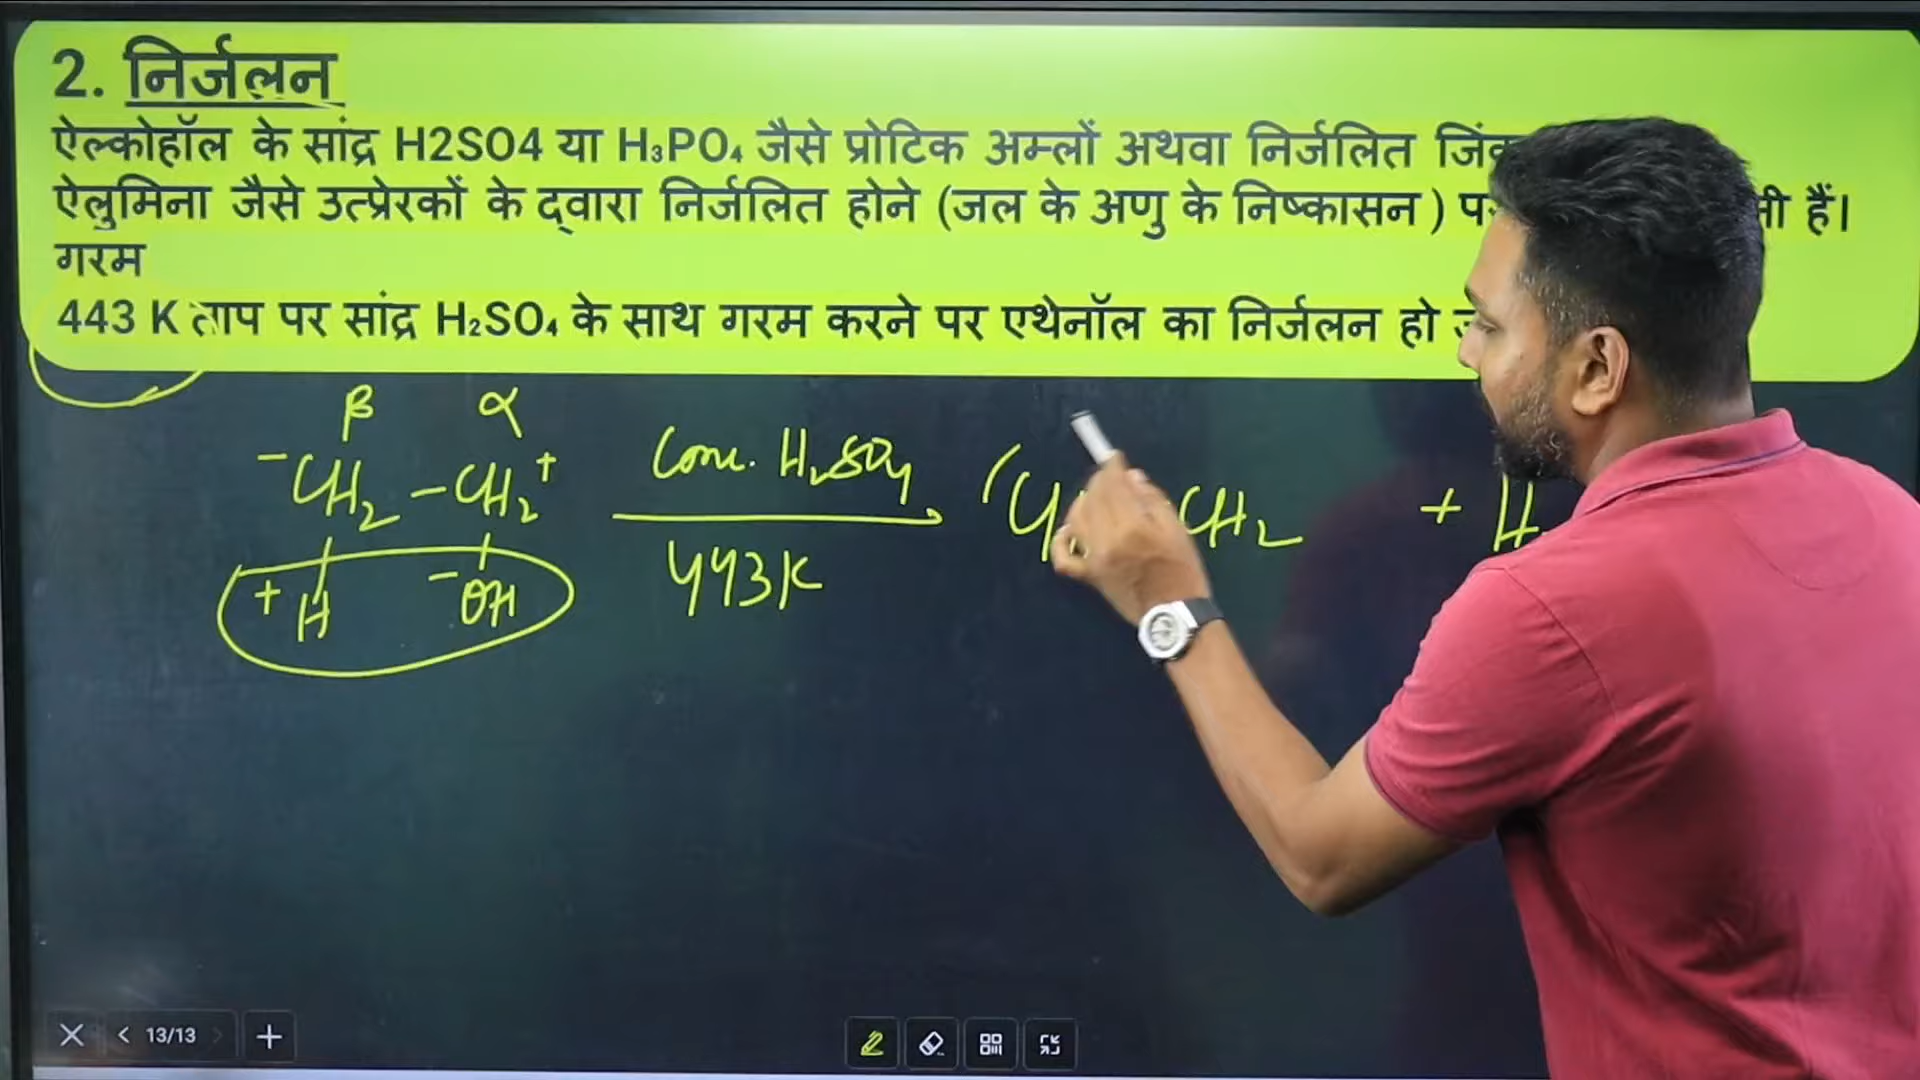 2. निर्जलन
ऐल्कोहॉल के सांद्र H2SO4 या H₃PO₄ जैसे प्रोटिक अम्लों अथवा निर्जलित
ऐलुमिना जैसे उत्प्रेरकों के द्वारा निर्जलित होने (जल के अणु के निष्कासन ) हैं।
गरम
443 K ताप पर सांद्र H₂SO₄ के साथ गरम करने पर एथेनॉल का निर्जलन हो
β α
⁻CH₂ – CH₂⁺ Conc. H₂SO₄ CH₂ + H
+ H ⁻OH 443K
13/13